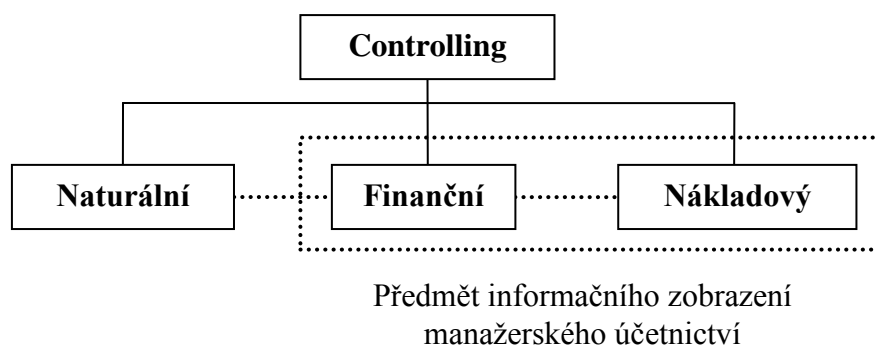 Controlling
Naturální
Finanční
Nákladový
Předmět informačního zobrazení
manažerského účetnictví